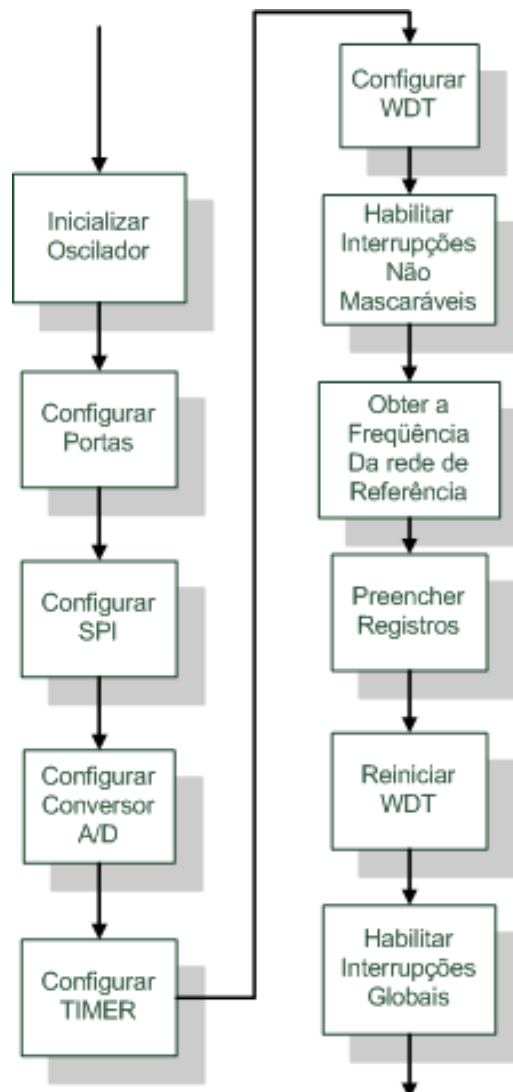 Inicializar
Oscilador
Configurar
Portas
Configurar
SPI
Configurar
Conversor
A/D
Configurar
TIMER
Configurar
WDT
Habilitar
Interrupções
Não
Mascaráveis
Obter a
Freqüência
Da rede de
Referência
Preencher
Registros
Reiniciar
WDT
Habilitar
Interrupções
Globais